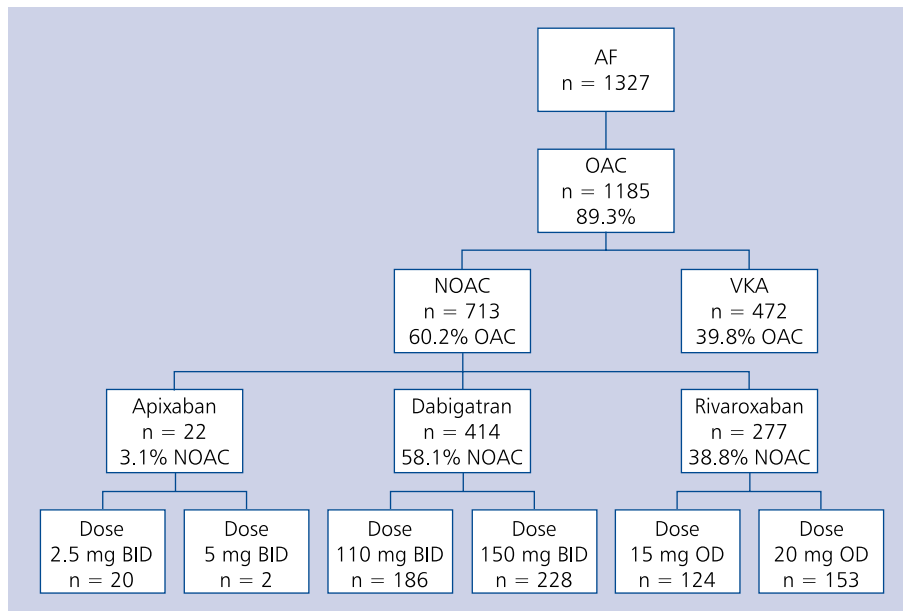 AF
n = 1327
OAC
n = 1185
89.3%
NOAC
n = 713
60.2% OAC
VKA
n = 472
39.8% OAC
Apixaban
n = 22
3.1% NOAC
Dabigatran
n = 414
58.1% NOAC
Rivaroxaban
n = 277
38.8% NOAC
Dose
2.5 mg BID
n = 20
Dose
5 mg BID
n = 2
Dose
110 mg BID
n = 186
Dose
150 mg BID
n = 228
Dose
15 mg OD
n = 124
Dose
20 mg OD
n = 153